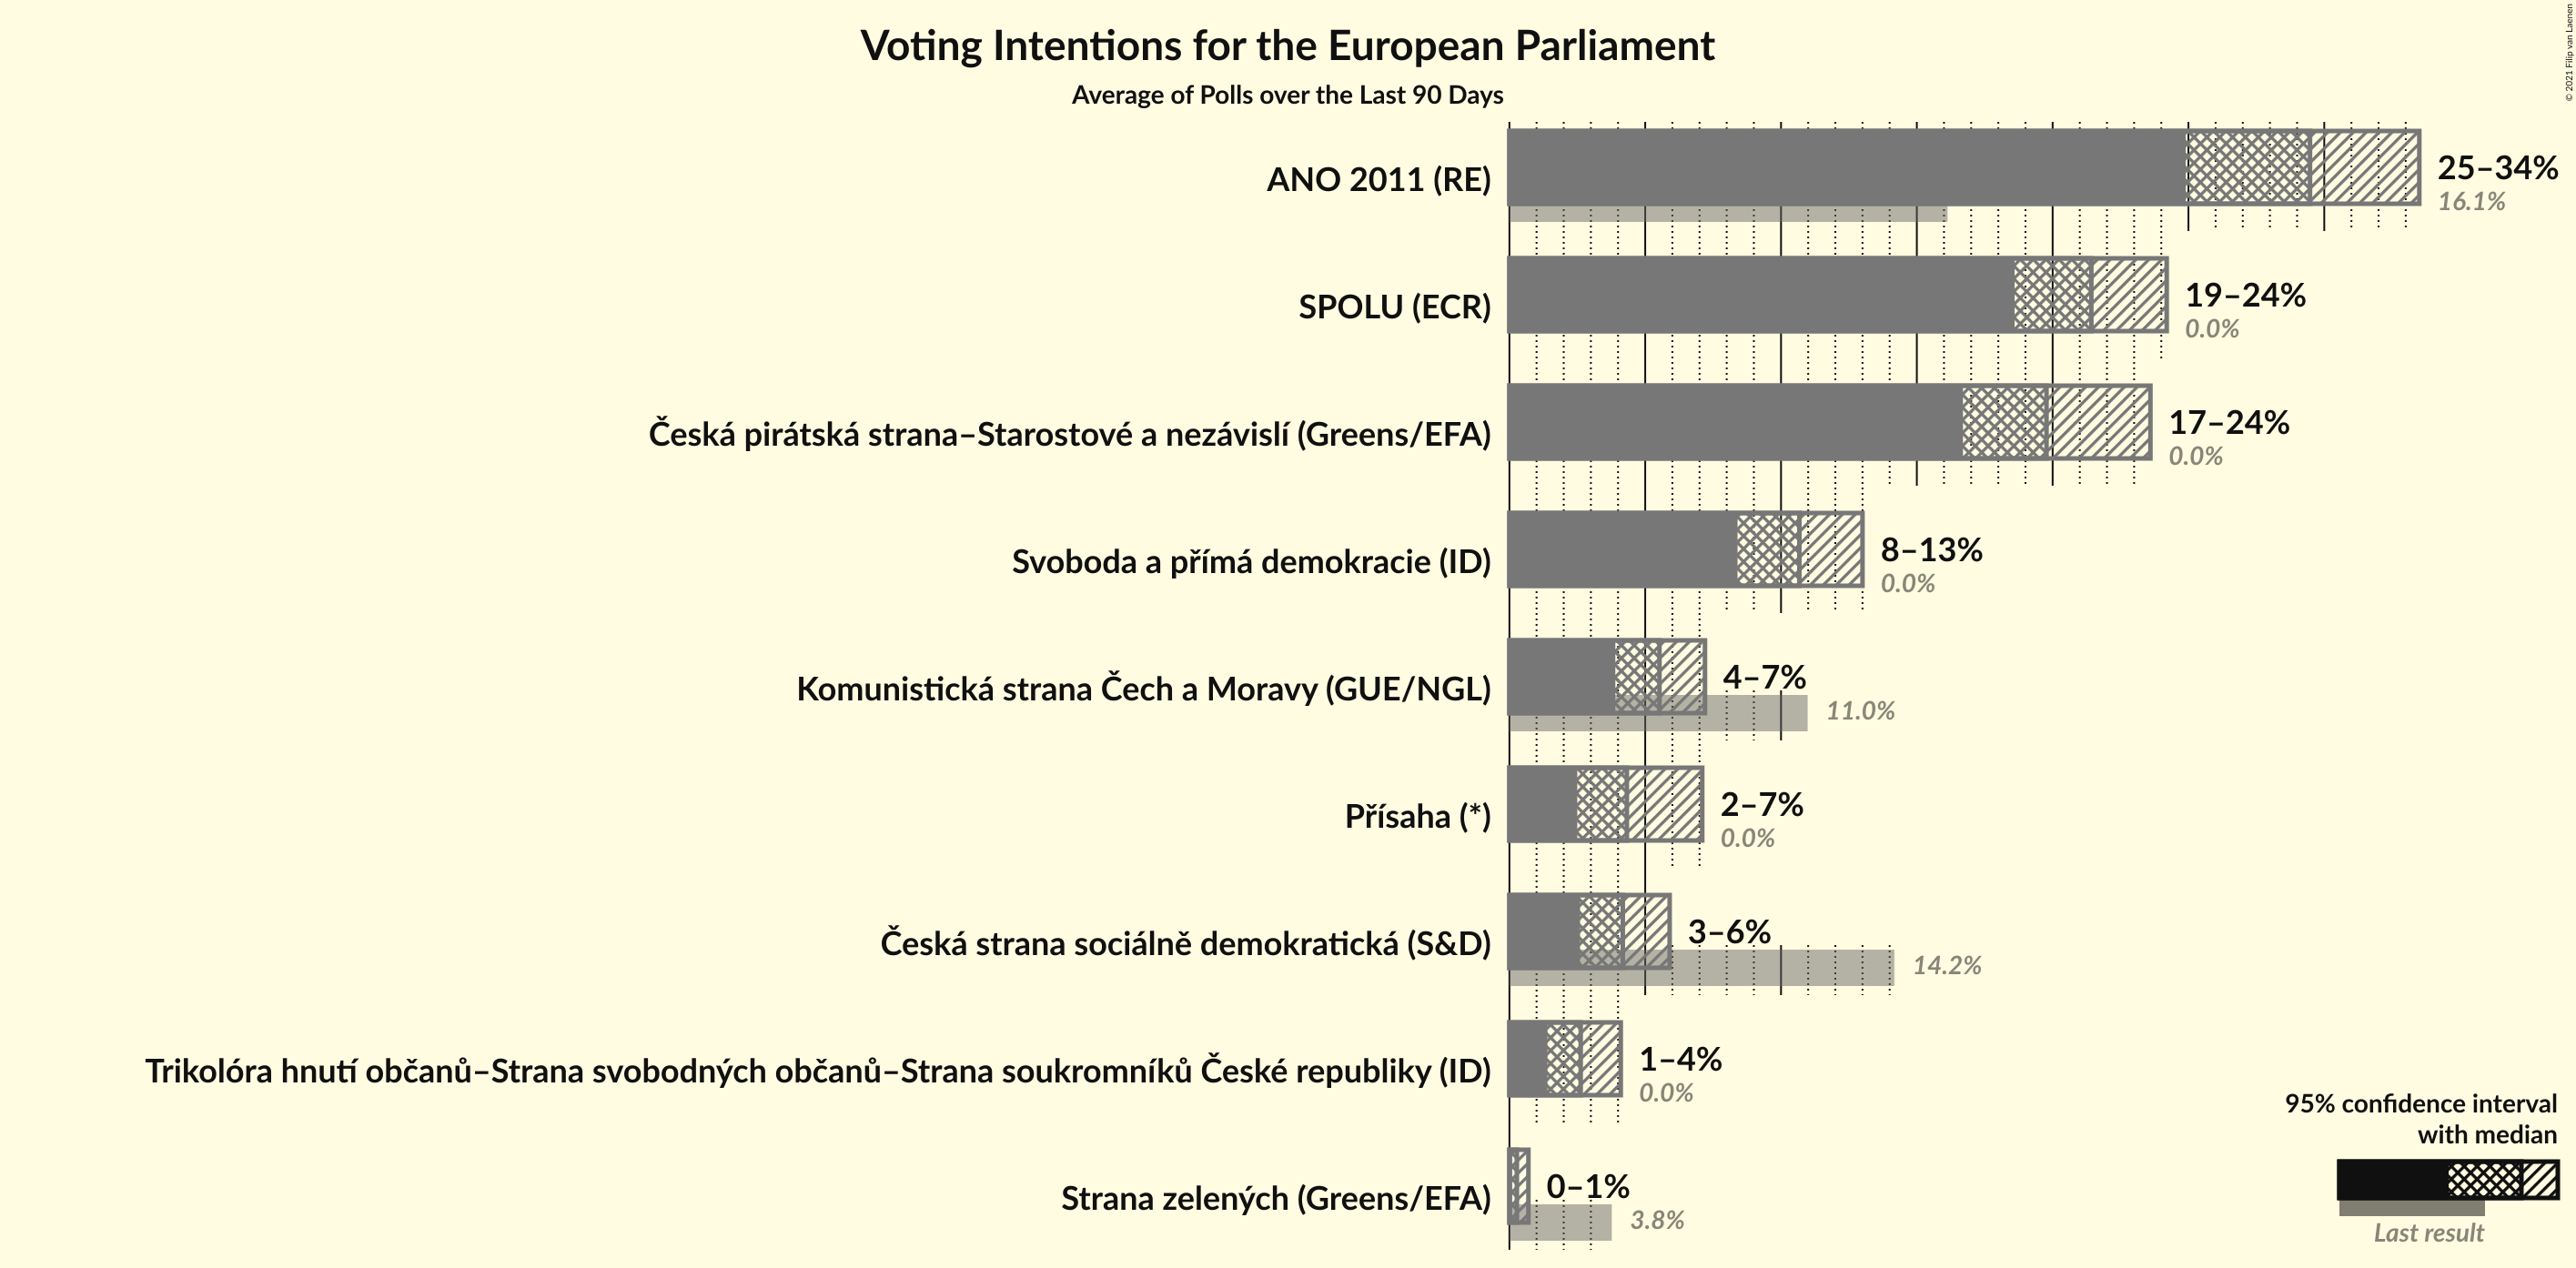 Voting Intentions for the European Parliament
Average of Polls over the Last 90 Days
© 2021 Filip van Laenen
ANO 2011 (RE)
25–34%
16.1%
SPOLU (ECR)
19–24%
0.0%
Česká pirátská strana–Starostové a nezávislí (Greens/EFA)
17–24%
0.0%
Svoboda a přímá demokracie (ID)
8–13%
0.0%
Komunistická strana Čech a Moravy (GUE/NGL)
4–7%
11.0%
Přísaha (*)
2–7%
0.0%
Česká strana sociálně demokratická (S&D)
3–6%
14.2%
Trikolóra hnutí občanů–Strana svobodných občanů–Strana soukromníků České republiky (ID)
1–4%
0.0%
Strana zelených (Greens/EFA)
0–1%
3.8%
95% confidence interval
with median
Last result